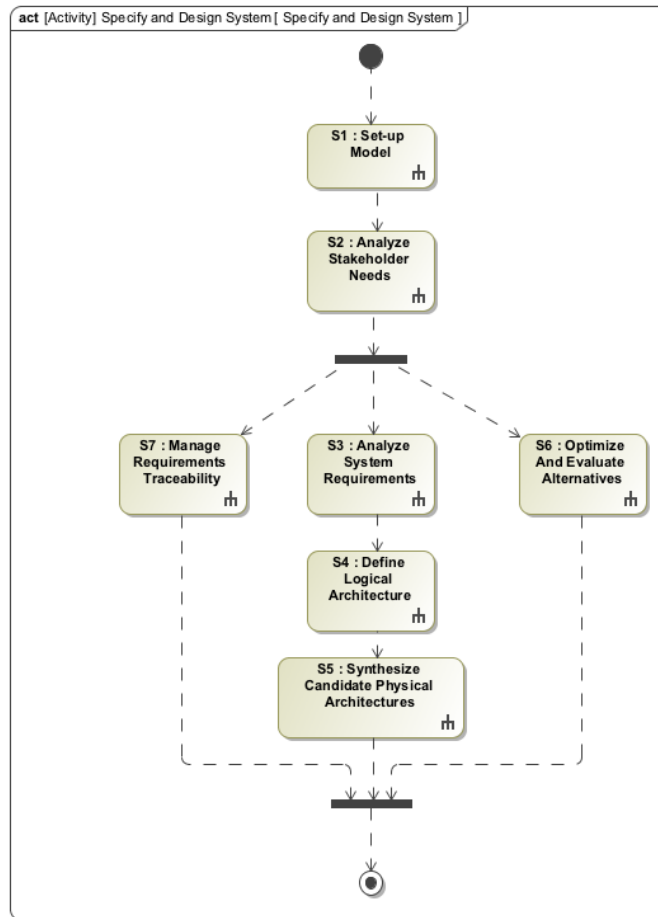 act [Activity] Specify and Design System [ Specify and Design System ]
S1 : Set-up
Model
S2 : Analyze
Stakeholder
Needs
S7 : Manage
Requirements
Traceability
S3 : Analyze
System
Requirements
S6 : Optimize
And Evaluate
Alternatives
S4 : Define
Logical
Architecture
S5 : Synthesize
Candidate Physical
Architectures